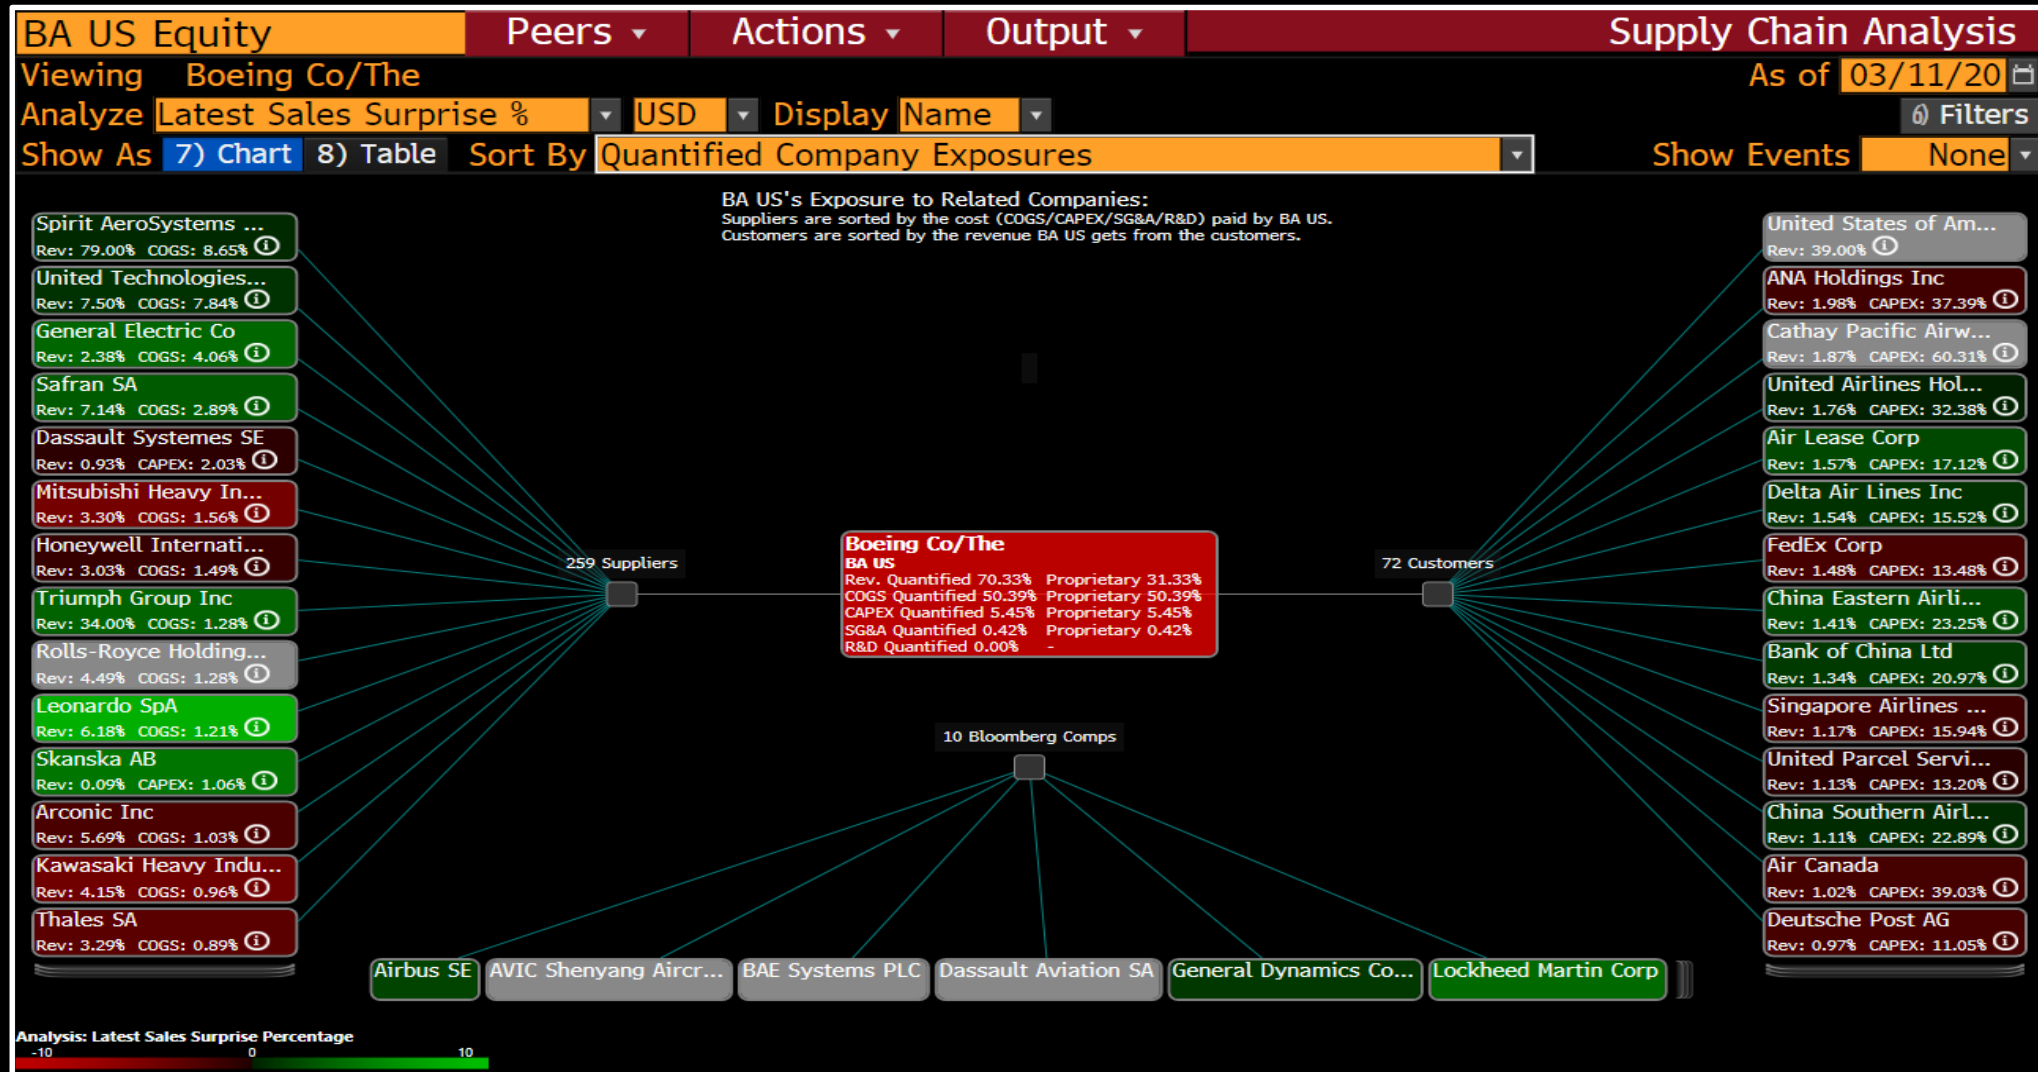 BA US Equity Peers Actions Output Supply Chain Analysis
Viewing Boeing Co/The As of 03/11/20
Analyze Latest Sales Surprise % USD Display Name 6) Filters
Show As 7) Chart 8) Table Sort By Quantified Company Exposures Show Events None
BA US's Exposure to Related Companies:
Suppliers are sorted by the cost (COGS/CAPEX/SG&A/R&D) paid by BA US.
Customers are sorted by the revenue BA US gets from the customers.
Spirit AeroSystems ...
Rev: 79.00% COGS: 8.65%
United Technologies...
Rev: 7.50% COGS: 7.84%
General Electric Co
Rev: 2.38% COGS: 4.06%
Safran SA
Rev: 7.14% COGS: 2.89%
Dassault Systemes SE
Rev: 0.93% CAPEX: 2.03%
Mitsubishi Heavy In...
Rev: 3.30% COGS: 1.56%
Honeywell Internati...
Rev: 3.03% COGS: 1.49%
Triumph Group Inc
Rev: 34.00% COGS: 1.28%
Rolls-Royce Holding...
Rev: 4.49% COGS: 1.28%
Leonardo SpA
Rev: 6.18% COGS: 1.21%
Skanska AB
Rev: 0.09% CAPEX: 1.06%
Arconic Inc
Rev: 5.69% COGS: 1.03%
Kawasaki Heavy Indu...
Rev: 4.15% COGS: 0.96%
Thales SA
Rev: 3.29% COGS: 0.89%
259 Suppliers
Boeing Co/The
BA US
Rev. Quantified 70.33% Proprietary 31.33%
COGS Quantified 50.39% Proprietary 50.39%
CAPEX Quantified 5.45% Proprietary 5.45%
SG&A Quantified 0.42% Proprietary 0.42%
R&D Quantified 0.00% -
72 Customers
United States of Am...
Rev: 39.00%
ANA Holdings Inc
Rev: 1.98% CAPEX: 37.39%
Cathay Pacific Airw...
Rev: 1.87% CAPEX: 60.31%
United Airlines Hol...
Rev: 1.76% CAPEX: 32.38%
Air Lease Corp
Rev: 1.57% CAPEX: 17.12%
Delta Air Lines Inc
Rev: 1.54% CAPEX: 15.52%
FedEx Corp
Rev: 1.48% CAPEX: 13.48%
China Eastern Airli...
Rev: 1.41% CAPEX: 23.25%
Bank of China Ltd
Rev: 1.34% CAPEX: 20.97%
Singapore Airlines ...
Rev: 1.17% CAPEX: 15.94%
United Parcel Servi...
Rev: 1.13% CAPEX: 13.20%
China Southern Airl...
Rev: 1.11% CAPEX: 22.89%
Air Canada
Rev: 1.02% CAPEX: 39.03%
Deutsche Post AG
Rev: 0.97% CAPEX: 11.05%
10 Bloomberg Comps
Airbus SE AVIC Shenyang Aircr... BAE Systems PLC Dassault Aviation SA General Dynamics Co... Lockheed Martin Corp
Analysis: Latest Sales Surprise Percentage
-10 0 10